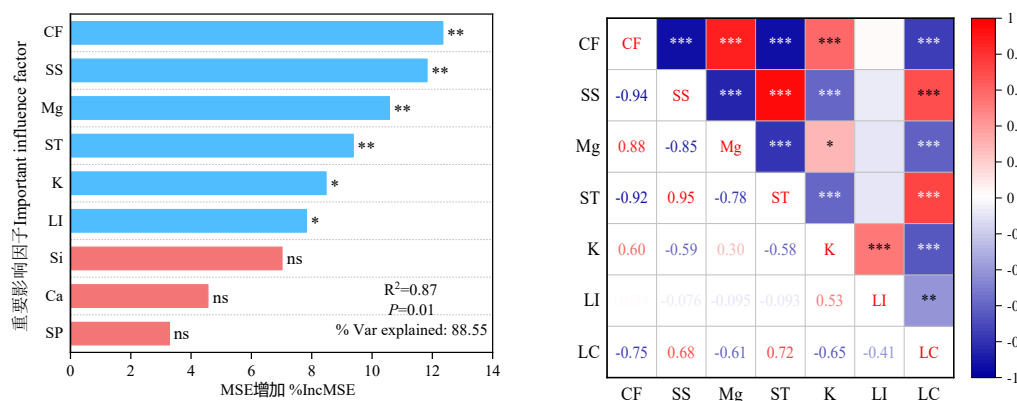 重要影响因子Important influence factor
CF
**
SS
**
Mg
**
ST
**
K
*
LI
*
Si
ns
Ca
ns
SP
ns
R²=0.87
P=0.01
% Var explained: 88.55
0 2 4 6 8 10 12 14
MSE增加 %IncMSE
CF CF *** *** *** *** ***
SS -0.94 SS *** *** *** ***
Mg 0.88 -0.85 Mg *** * ***
ST -0.92 0.95 -0.78 ST *** ***
K 0.60 -0.59 0.30 -0.58 K *** ***
LI -0.076 -0.095 -0.093 0.53 LI **
LC -0.75 0.68 -0.61 0.72 -0.65 -0.41 LC
CF SS Mg ST K LI LC
1
0